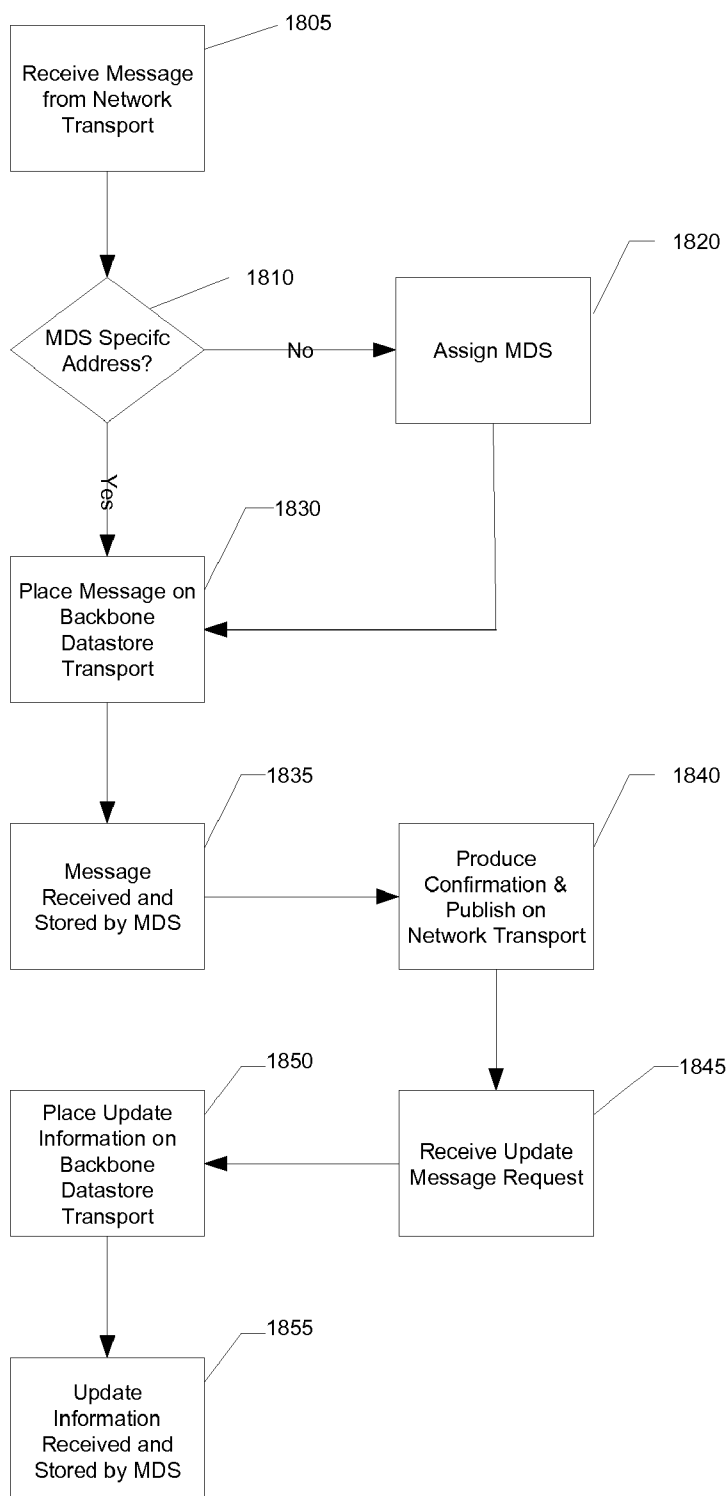 1805
Receive Message
from Network
Transport
1810
MDS Specifc
Address?
No
1820
Assign MDS
Yes
1830
Place Message on
Backbone
Datastore
Transport
1835
Message
Received and
Stored by MDS
1840
Produce
Confirmation &
Publish on
Network Transport
1845
Receive Update
Message Request
1850
Place Update
Information on
Backbone
Datastore
Transport
1855
Update
Information
Received and
Stored by MDS